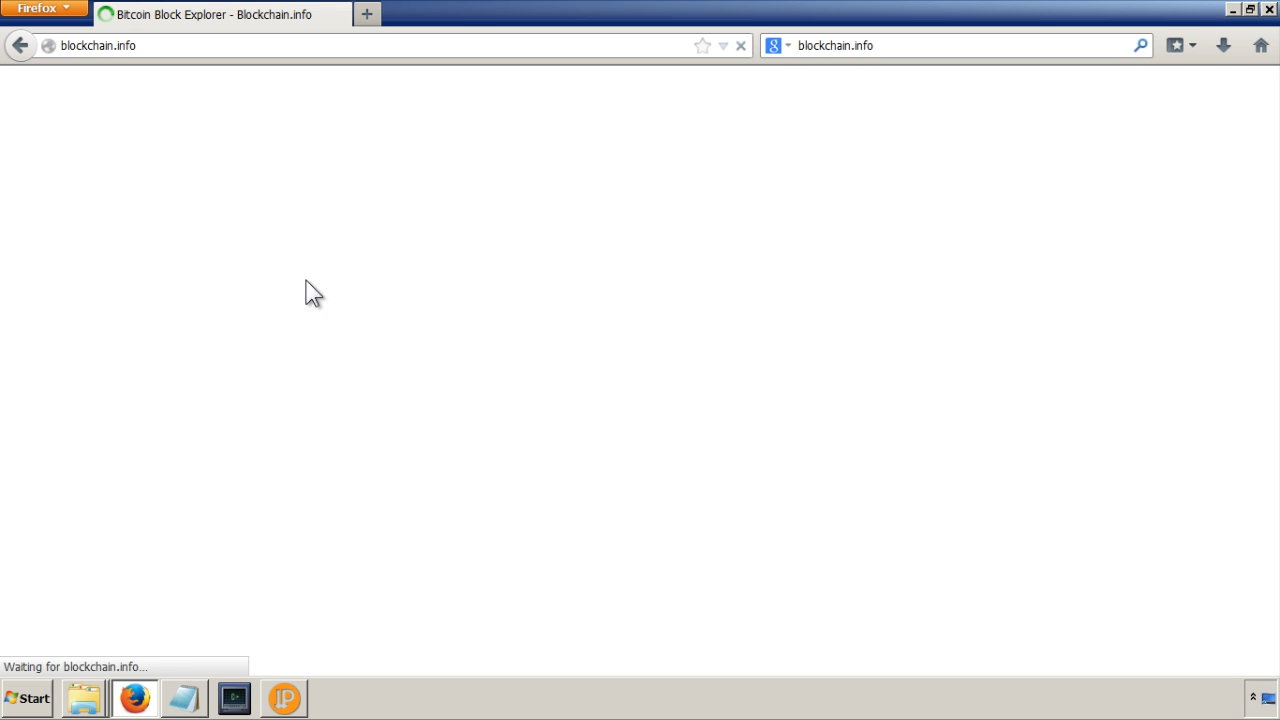 Firefox
Bitcoin Block Explorer - Blockchain.info
blockchain.info
blockchain.info
Waiting for blockchain.info...
Start